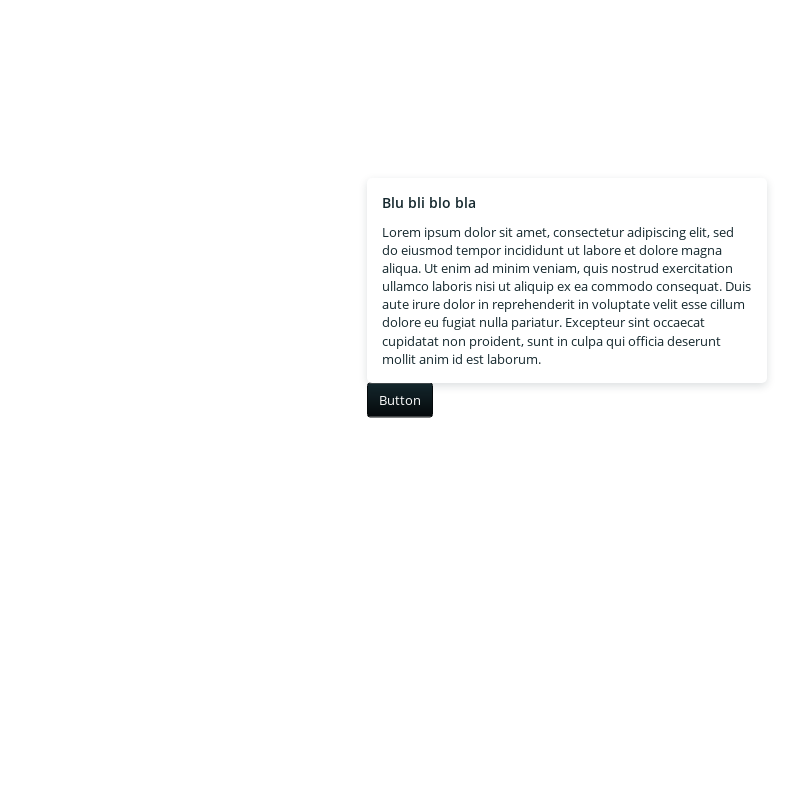 Blu bli blo bla
Lorem ipsum dolor sit amet, consectetur adipiscing elit, sed
do eiusmod tempor incididunt ut labore et dolore magna
aliqua. Ut enim ad minim veniam, quis nostrud exercitation
ullamco laboris nisi ut aliquip ex ea commodo consequat. Duis
aute irure dolor in reprehenderit in voluptate velit esse cillum
dolore eu fugiat nulla pariatur. Excepteur sint occaecat
cupidatat non proident, sunt in culpa qui officia deserunt
mollit anim id est laborum.
Button